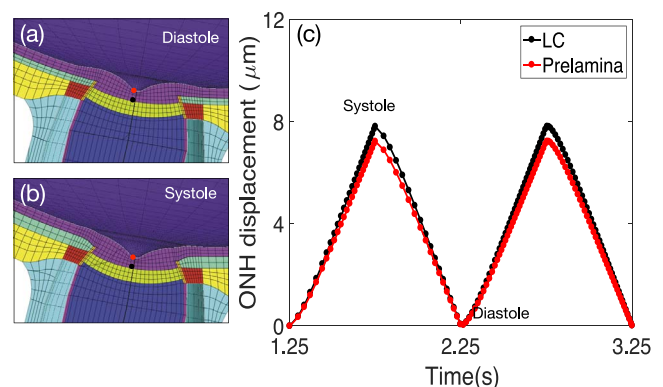 (a)
Diastole
(b)
Systole
(c)
LC
Prelamina
Systole
Diastole
ONH displacement ( μm)
12
8
4
0
1.25
2.25
3.25
Time(s)